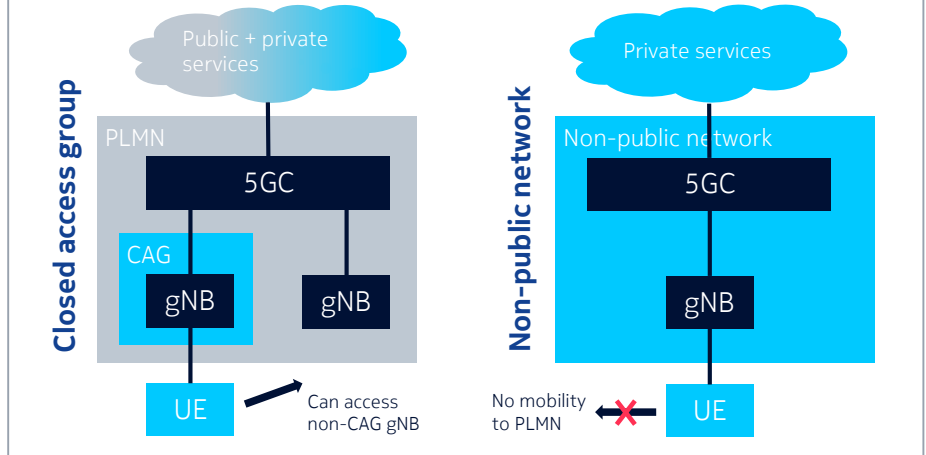 Closed access group
Public + private
services
PLMN
5GC
CAG
gNB
gNB
UE
Can access
non-CAG gNB
Non-public network
Private services
Non-public network
5GC
gNB
No mobility
to PLMN
UE